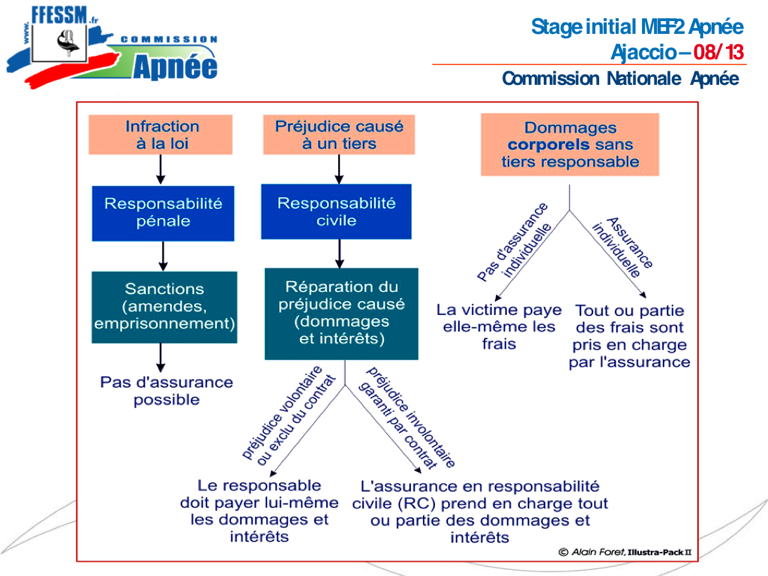 www.FFESSM.fr
COMMISSION
Apnée
Stage initial MEF2 Apnée
Ajaccio – 08/13
Commission Nationale Apnée
Infraction
à la loi
Responsabilité
pénale
Sanctions
(amendes,
emprisonnement)
Pas d'assurance
possible
Préjudice causé
à un tiers
Responsabilité
civile
Réparation du
préjudice causé
(dommages
et intérêts)
préjudice volontaire
ou exclu du contrat
préjudice involontaire
garanti par contrat
Le responsable
doit payer lui-même
les dommages et
intérêts
L'assurance en responsabilité
civile (RC) prend en charge tout
ou partie des dommages et
intérêts
Dommages
corporels sans
tiers responsable
Pas d'assurance
individuelle
Assurance
individuelle
La victime paye
elle-même les
frais
Tout ou partie
des frais sont
pris en charge
par l'assurance
© Alain Foret, Illustra-Pack II